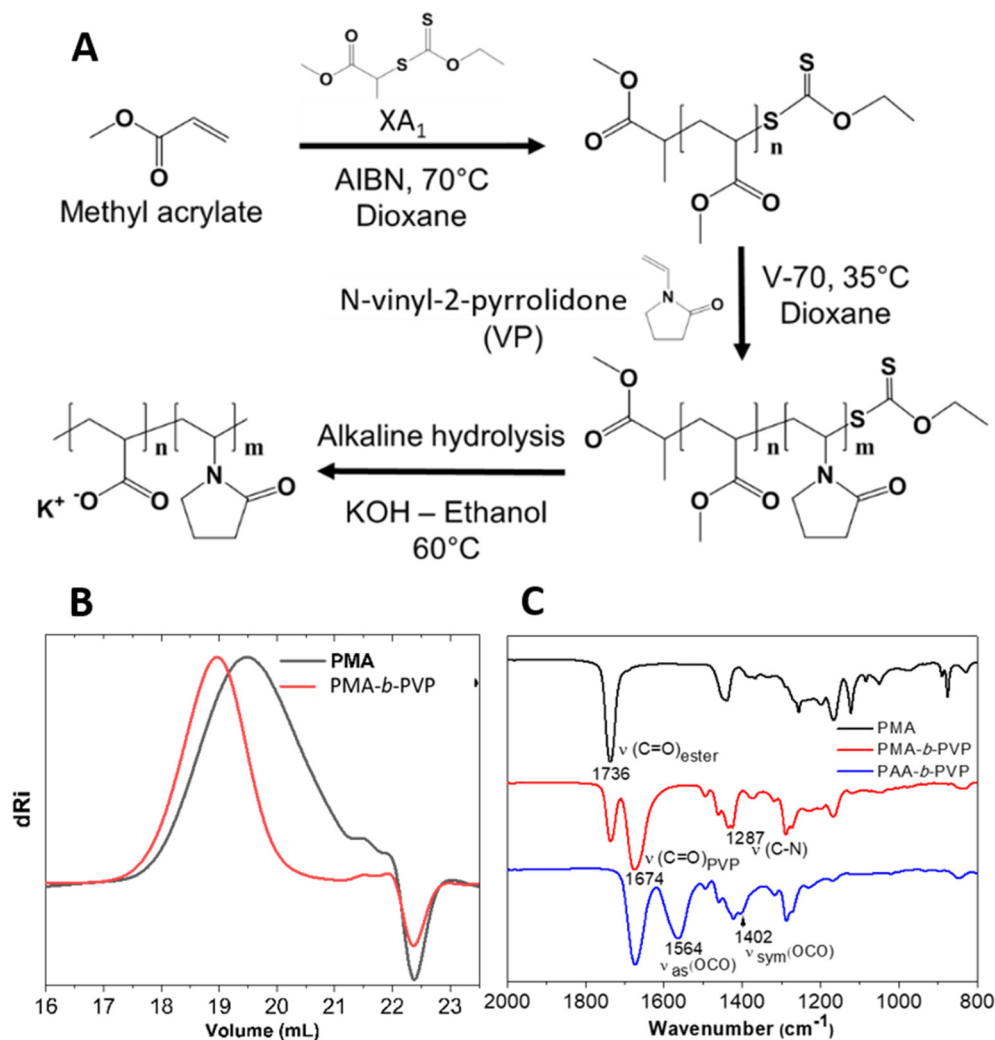 A
O
S
O
S
O
XA₁
Methyl acrylate
O
O
AIBN, 70°C
Dioxane
O
O
S
S
O
n
O
O
N-vinyl-2-pyrrolidone
(VP)
N
O
V-70, 35°C
Dioxane
Alkaline hydrolysis
KOH – Ethanol
60°C
O
O
S
S
O
n
m
O
O
N
O
n
m
K⁺ ⁻O
O
N
O
B
PMA
PMA-b-PVP
dRi
16 17 18 19 20 21 22 23
Volume (mL)
C
PMA
PMA-b-PVP
PAA-b-PVP
ν (C=O)ester
1736
1287
ν (C-N)
ν (C=O)PVP
1674
1564
1402
ν sym(OCO)
ν as(OCO)
2000 1800 1600 1400 1200 1000 800
Wavenumber (cm⁻¹)